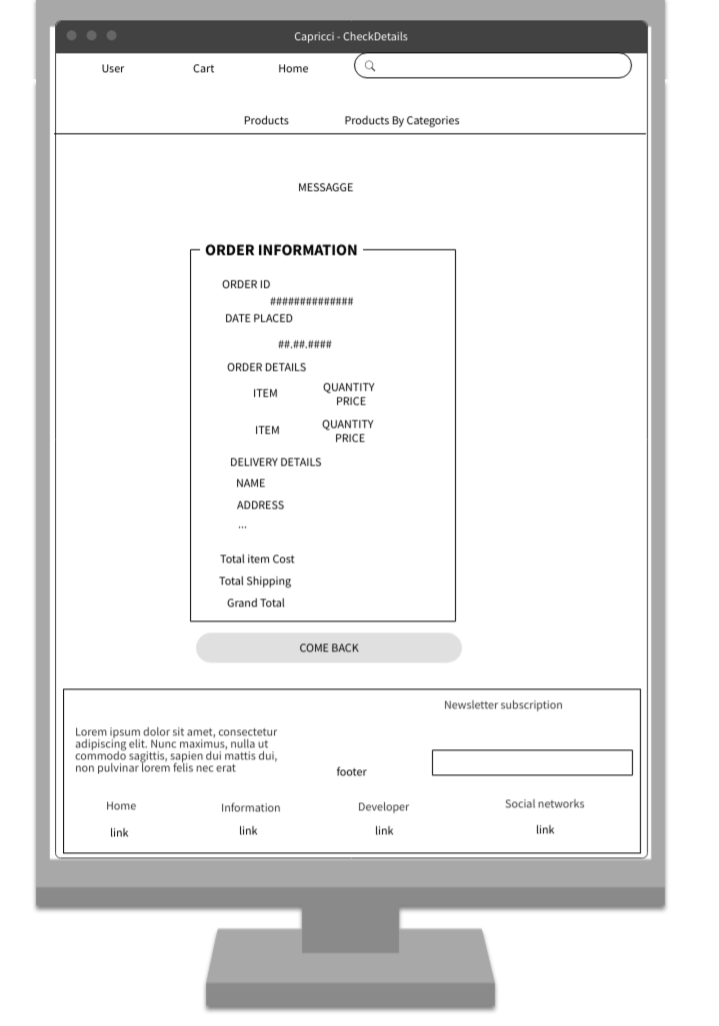 Capricci - CheckDetails
User Cart Home
Products Products By Categories
MESSAGGE
ORDER INFORMATION
ORDER ID
##############
DATE PLACED
##.##.####
ORDER DETAILS
ITEM QUANTITY
PRICE
ITEM QUANTITY
PRICE
DELIVERY DETAILS
NAME
ADDRESS
...
Total item Cost
Total Shipping
Grand Total
COME BACK
Newsletter subscription
Lorem ipsum dolor sit amet, consectetur
adipiscing elit. Nunc maximus, nulla ut
commodo sagittis, sapien dui mattis dui,
non pulvinar lorem felis nec erat
footer
Home Information Developer Social networks
link link link link